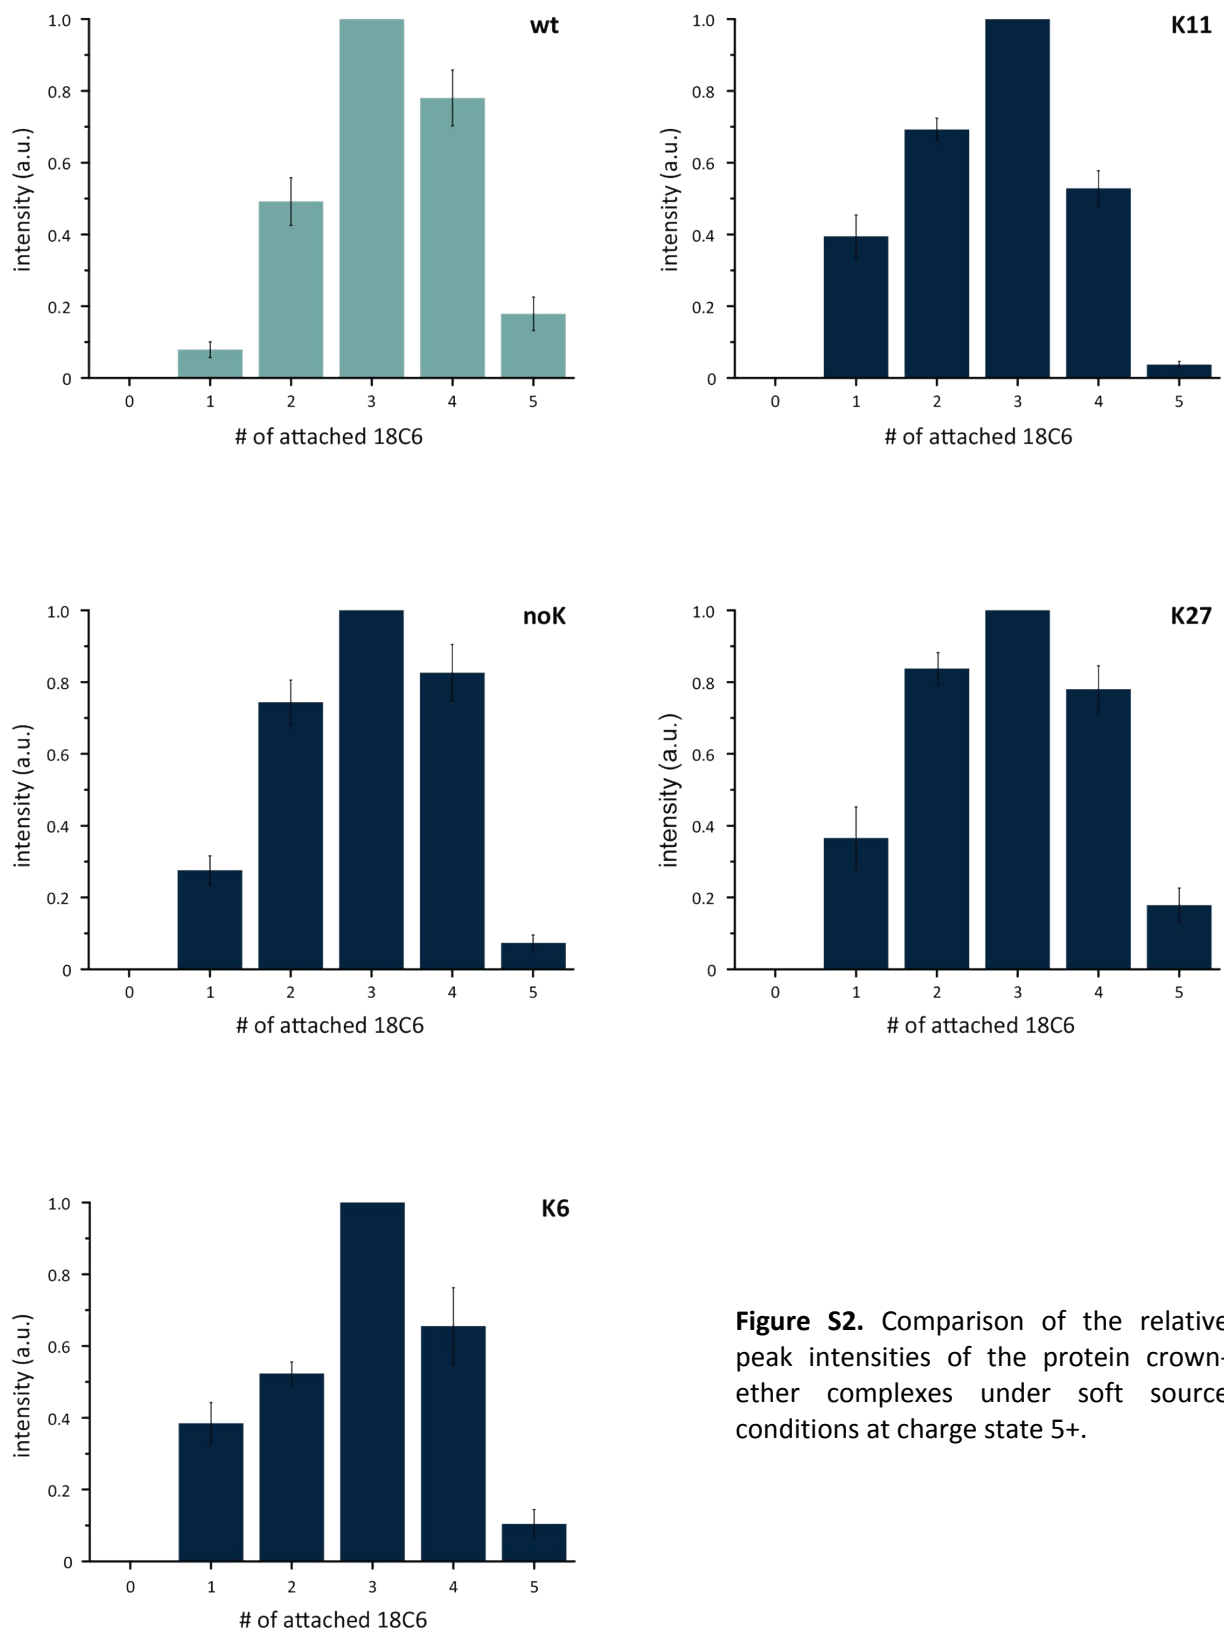 wt
1.0
0.8
0.6
0.4
0.2
0
intensity (a.u.)
0 1 2 3 4 5
# of attached 18C6
K11
1.0
0.8
0.6
0.4
0.2
0
intensity (a.u.)
0 1 2 3 4 5
# of attached 18C6
noK
1.0
0.8
0.6
0.4
0.2
0
intensity (a.u.)
0 1 2 3 4 5
# of attached 18C6
K27
1.0
0.8
0.6
0.4
0.2
0
intensity (a.u.)
0 1 2 3 4 5
# of attached 18C6
K6
1.0
0.8
0.6
0.4
0.2
0
intensity (a.u.)
0 1 2 3 4 5
# of attached 18C6
Figure S2. Comparison of the relative
peak intensities of the protein crown-
ether complexes under soft source
conditions at charge state 5+.